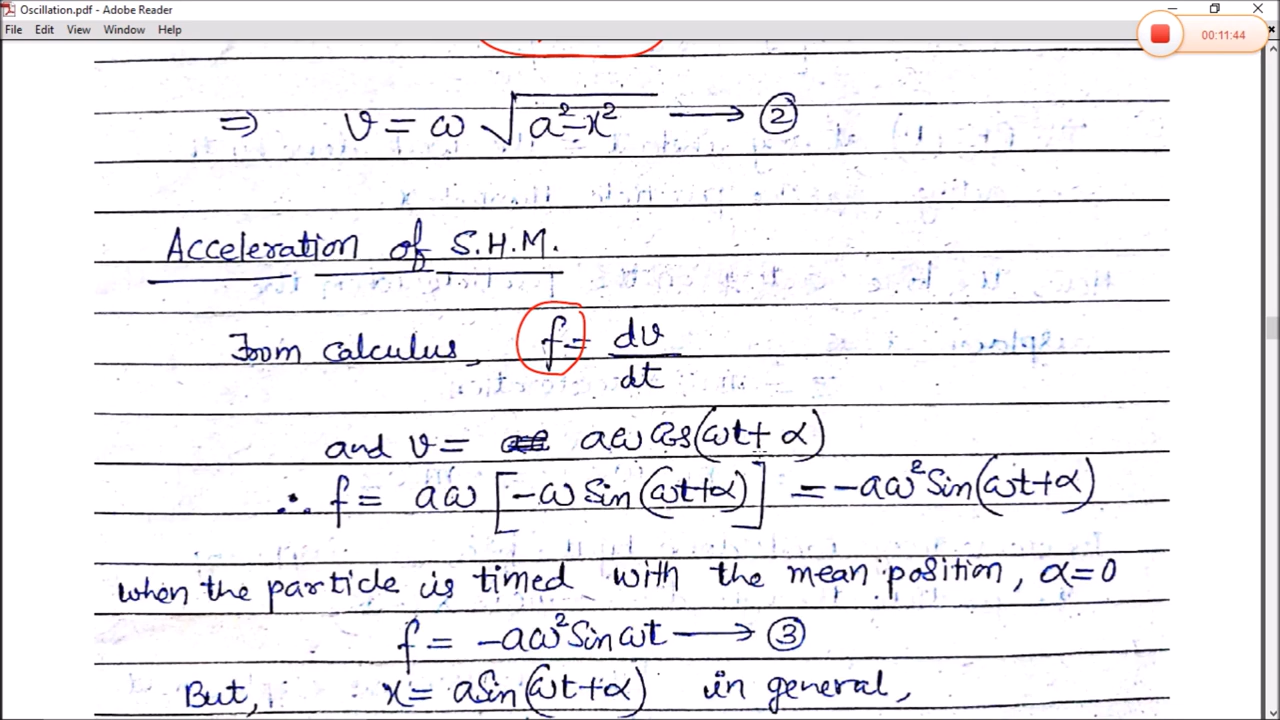 Oscillation.pdf - Adobe Reader
File Edit View Window Help
00:11:44
⇒ v = ω √(a²-x²) → ②
Acceleration of S.H.M.
From calculus, f = dv/dt
and v = aω cos(ωt + α)
∴ f = aω [-ω Sin(ωt+α)] = -aω² Sin(ωt+α)
when the particle is timed with the mean position, α=0
f = -aω² Sin ωt → ③
But, x = a Sin(ωt+α) in general,